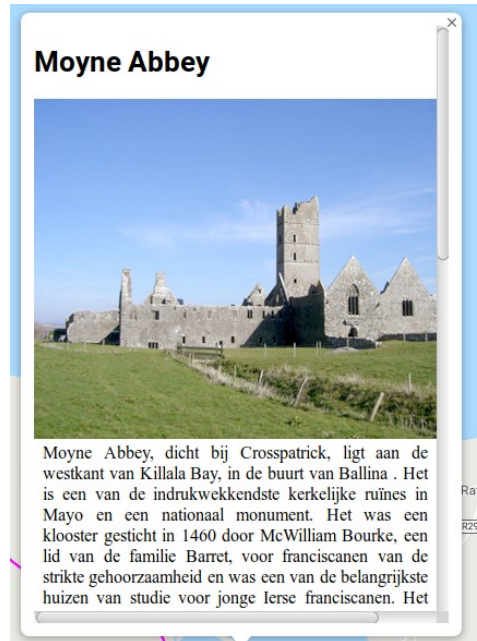 Moyne Abbey
Moyne Abbey, dicht bij Crosspatrick, ligt aan de
westkant van Killala Bay, in de buurt van Ballina . Het
is een van de indrukwekkendste kerkelijke ruïnes in
Mayo en een nationaal monument. Het was een
klooster gesticht in 1460 door McWilliam Bourke, een
lid van de familie Barret, voor franciscanen van de
strikte gehoorzaamheid en was een van de belangrijkste
huizen van studie voor jonge Ierse franciscanen. Het